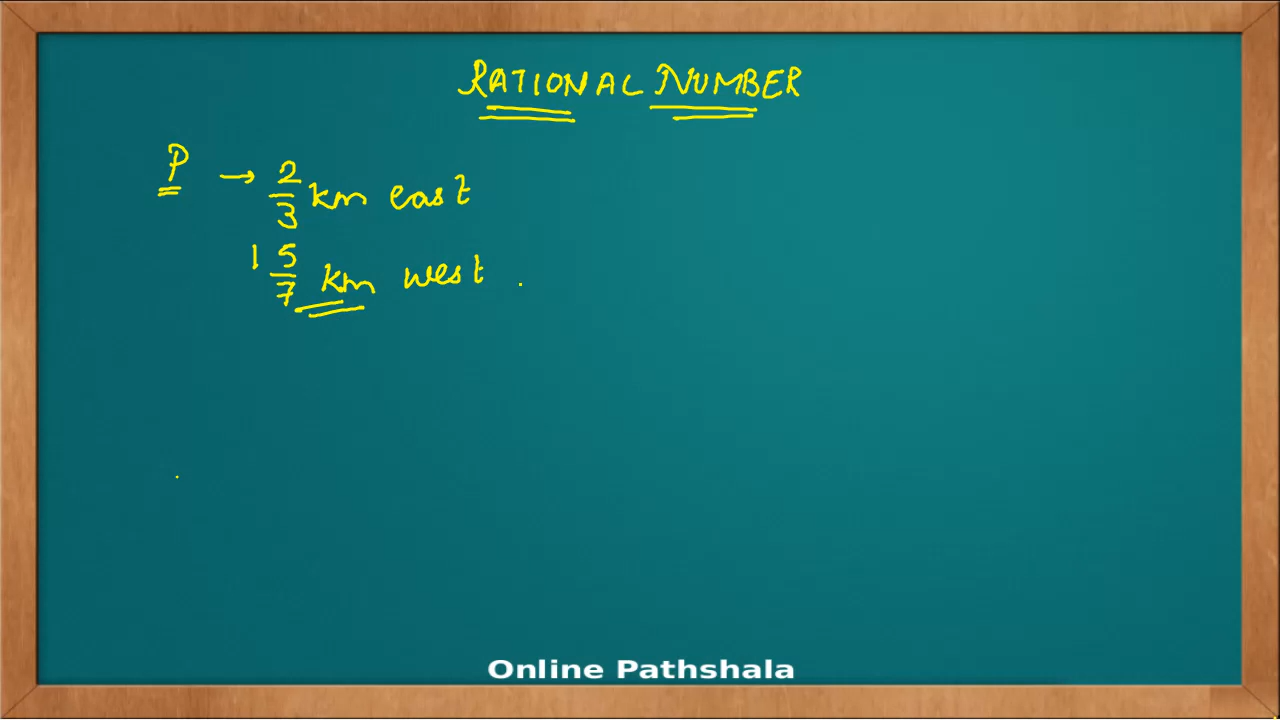 RATIONAL NUMBER
P → 2/3 km east
1 5/7 km west .
Online Pathshala